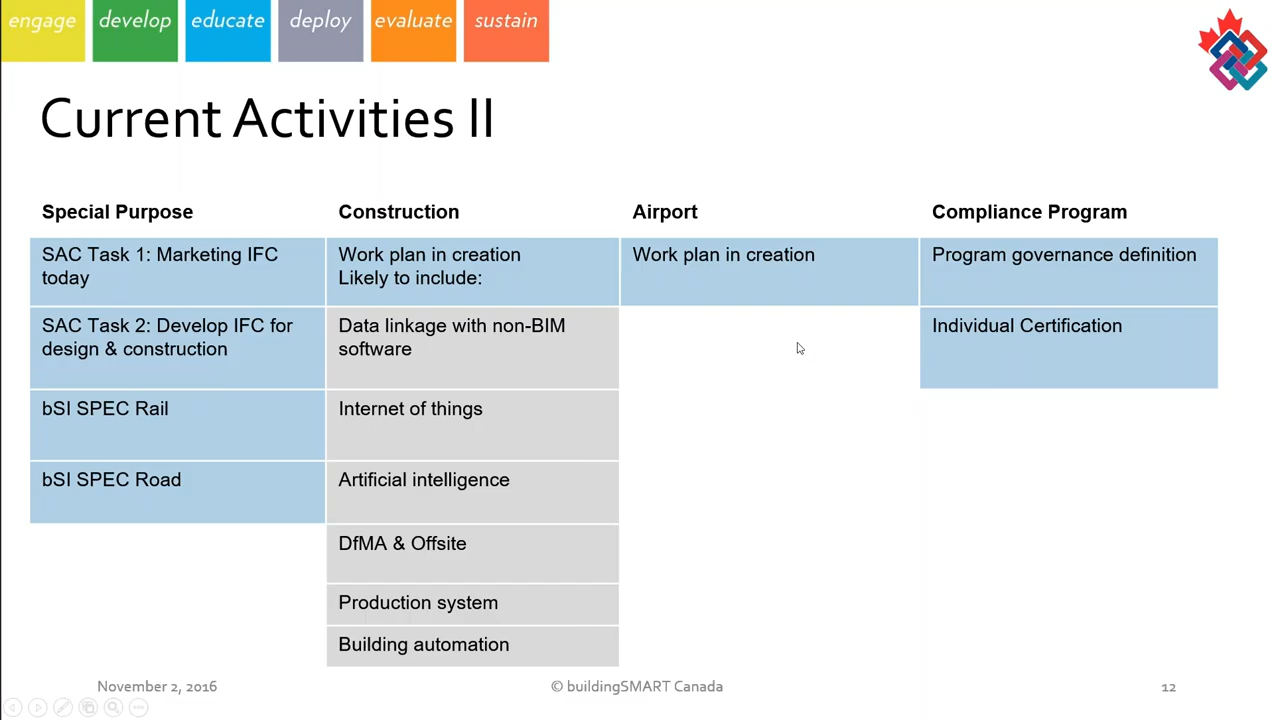 engage develop educate deploy evaluate sustain
Current Activities II
Special Purpose Construction Airport Compliance Program
SAC Task 1: Marketing IFC
today
Work plan in creation
Likely to include:
Work plan in creation
Program governance definition
SAC Task 2: Develop IFC for
design & construction
Data linkage with non-BIM
software
Individual Certification
bSI SPEC Rail
Internet of things
bSI SPEC Road
Artificial intelligence
DfMA & Offsite
Production system
Building automation
November 2, 2016
© buildingSMART Canada
12